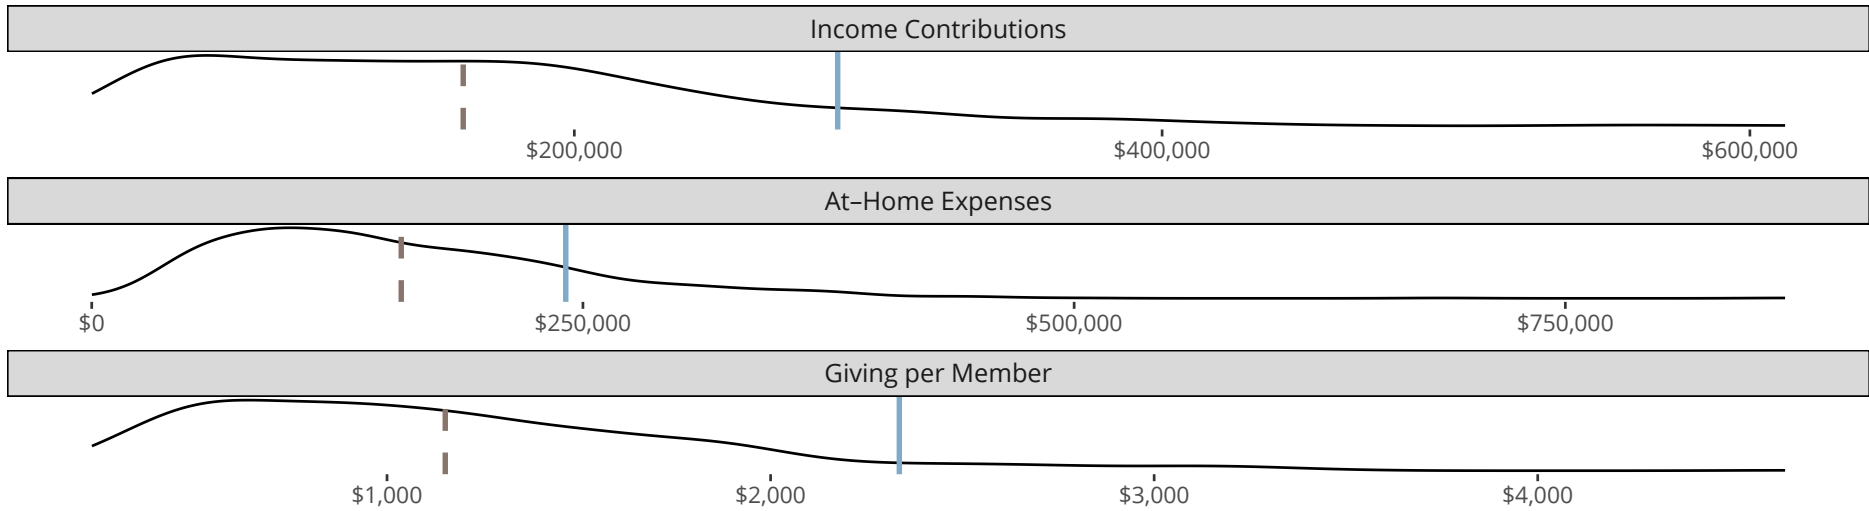 Income Contributions
$200,000 $400,000 $600,000
At–Home Expenses
$0 $250,000 $500,000 $750,000
Giving per Member
$1,000 $2,000 $3,000 $4,000